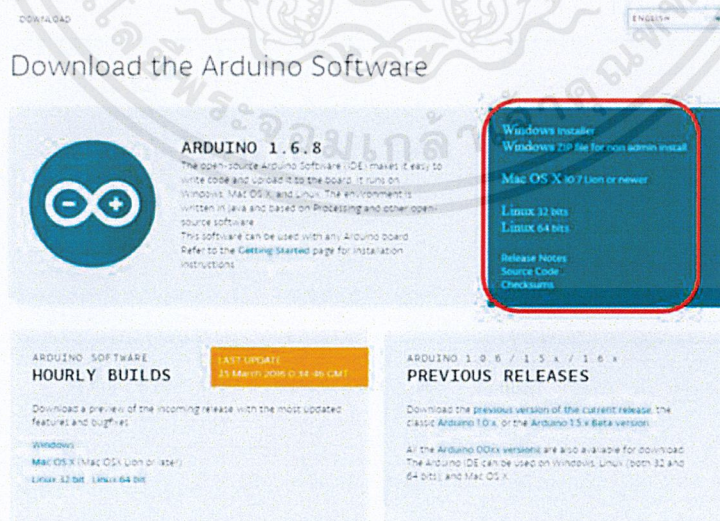 DOWNLOAD
ENGLISH
Download the Arduino Software
ARDUINO 1.6.8
The open-source Arduino Software (IDE) makes it easy to
write code and upload it to the board. It runs on
Windows, Mac OS X, and Linux. The environment is
written in Java and based on Processing and other open-
source software.
This software can be used with any Arduino board.
Refer to the Getting Started page for installation
instructions.
Windows Installer
Windows ZIP file for non admin install
Mac OS X 10.7 Lion or newer
Linux 32 bits
Linux 64 bits
Release Notes
Source Code
Checksums
ARDUINO SOFTWARE
HOURLY BUILDS
LAST UPDATE
Download a preview of the incoming release with the most updated
features and bugfixes.
Windows
Mac OS X (Mac OSX Lion or later)
Linux 32 bit, Linux 64 bit
ARDUINO 1.0.6 / 1.5.x / 1.6.x
PREVIOUS RELEASES
Download the previous version of the current release, the
classic Arduino 1.0.x, or the Arduino 1.5.x Beta version.
All the Arduino 00xx versions are also available for download.
The Arduino IDE can be used on Windows, Linux (both 32 and
64 bits), and Mac OS X.